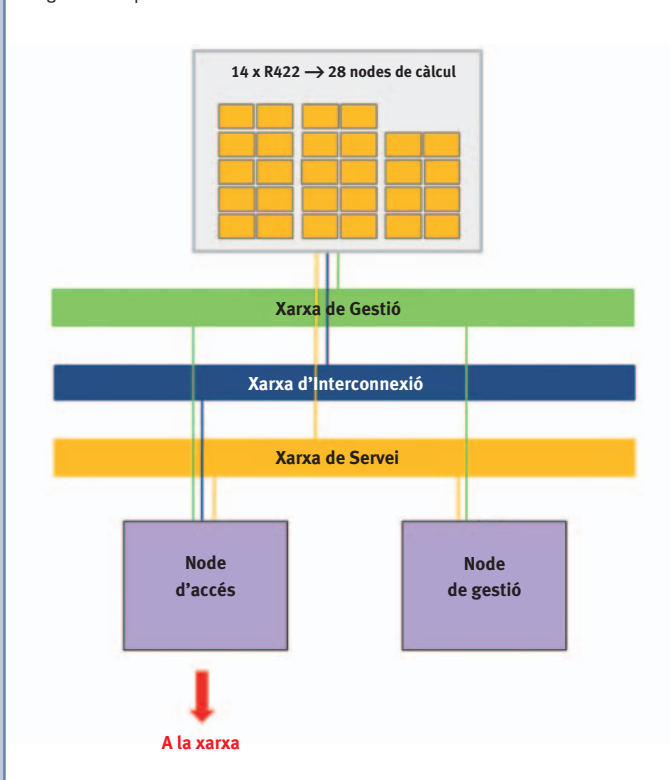 14 x R422 → 28 nodes de càlcul
Xarxa de Gestió
Xarxa d'Interconnexió
Xarxa de Servei
Node
d'accés
Node
de gestió
A la xarxa